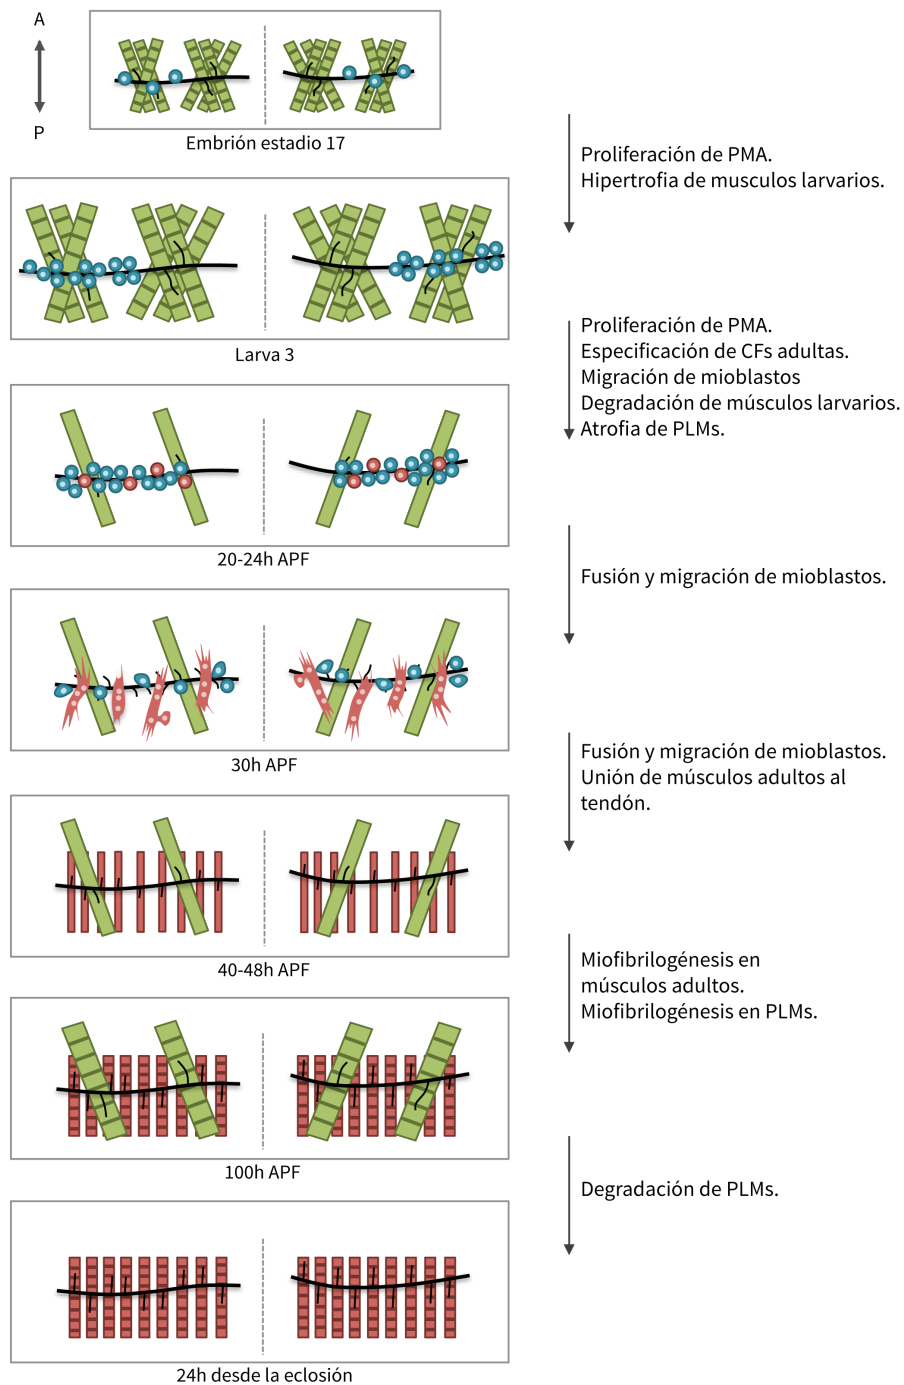 A
P
Embrión estadio 17
Proliferación de PMA.
Hipertrofia de musculos larvarios.
Larva 3
Proliferación de PMA.
Especificación de CFs adultas.
Migración de mioblastos
Degradación de músculos larvarios.
Atrofia de PLMs.
20-24h APF
Fusión y migración de mioblastos.
30h APF
Fusión y migración de mioblastos.
Unión de músculos adultos al
tendón.
40-48h APF
Miofibrilogénesis en
músculos adultos.
Miofibrilogénesis en PLMs.
100h APF
Degradación de PLMs.
24h desde la eclosión